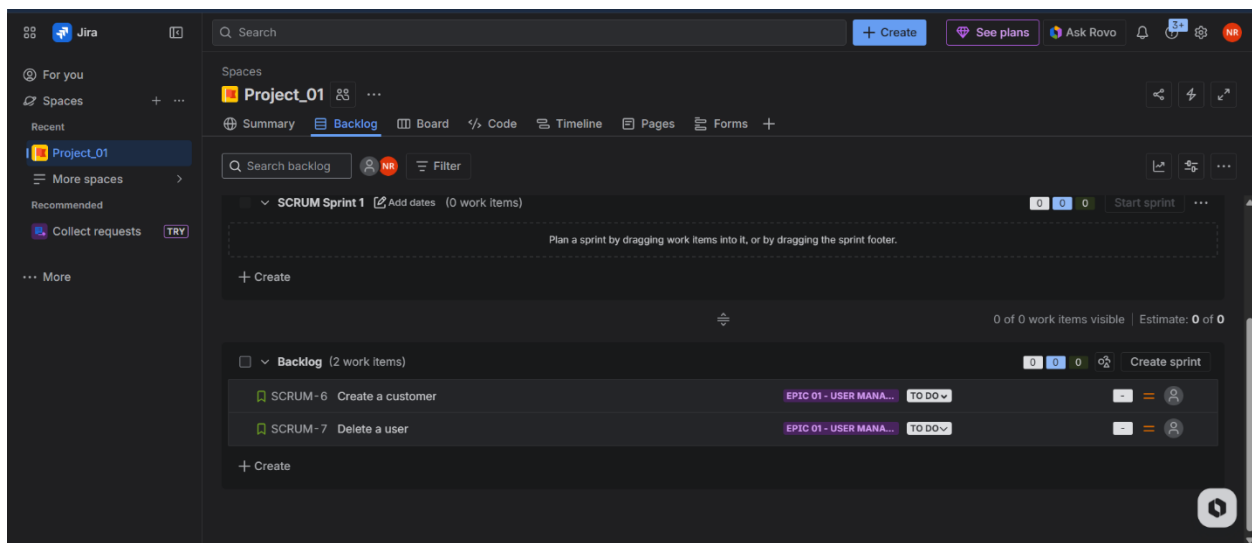 Jira
Search
+ Create
See plans
Ask Rovo
3+
NR
For you
Spaces
Recent
Project_01
More spaces
Recommended
Collect requests TRY
More
Spaces
Project_01
Summary Backlog Board Code Timeline Pages Forms
Search backlog NR Filter
SCRUM Sprint 1 Add dates (0 work items) 0 0 0 Start sprint
Plan a sprint by dragging work items into it, or by dragging the sprint footer.
+ Create
0 of 0 work items visible | Estimate: 0 of 0
Backlog (2 work items) 0 0 0 Create sprint
SCRUM-6 Create a customer EPIC 01 - USER MANA... TO DO -
SCRUM-7 Delete a user EPIC 01 - USER MANA... TO DO -
+ Create